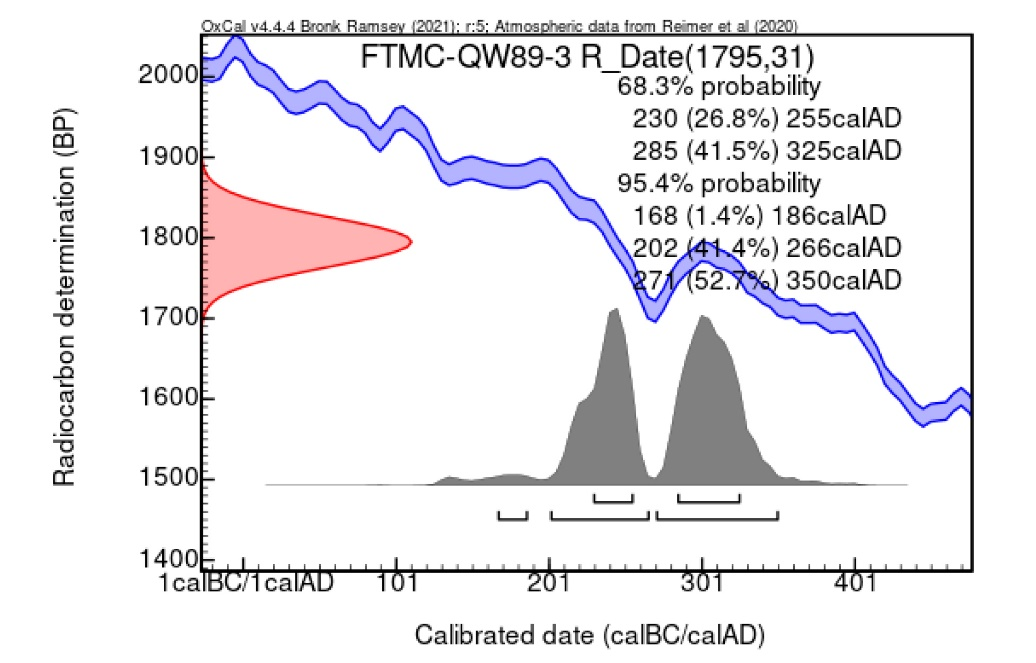 OxCal v4.4.4 Bronk Ramsey (2021); r:5; Atmospheric data from Reimer et al (2020)
FTMC-QW89-3 R_Date(1795,31)
68.3% probability
230 (26.8%) 255calAD
285 (41.5%) 325calAD
95.4% probability
168 (1.4%) 186calAD
202 (41.4%) 266calAD
271 (52.7%) 350calAD
Radiocarbon determination (BP)
2000
1900
1800
1700
1600
1500
1400
1calBC/1calAD 101 201 301 401
Calibrated date (calBC/calAD)